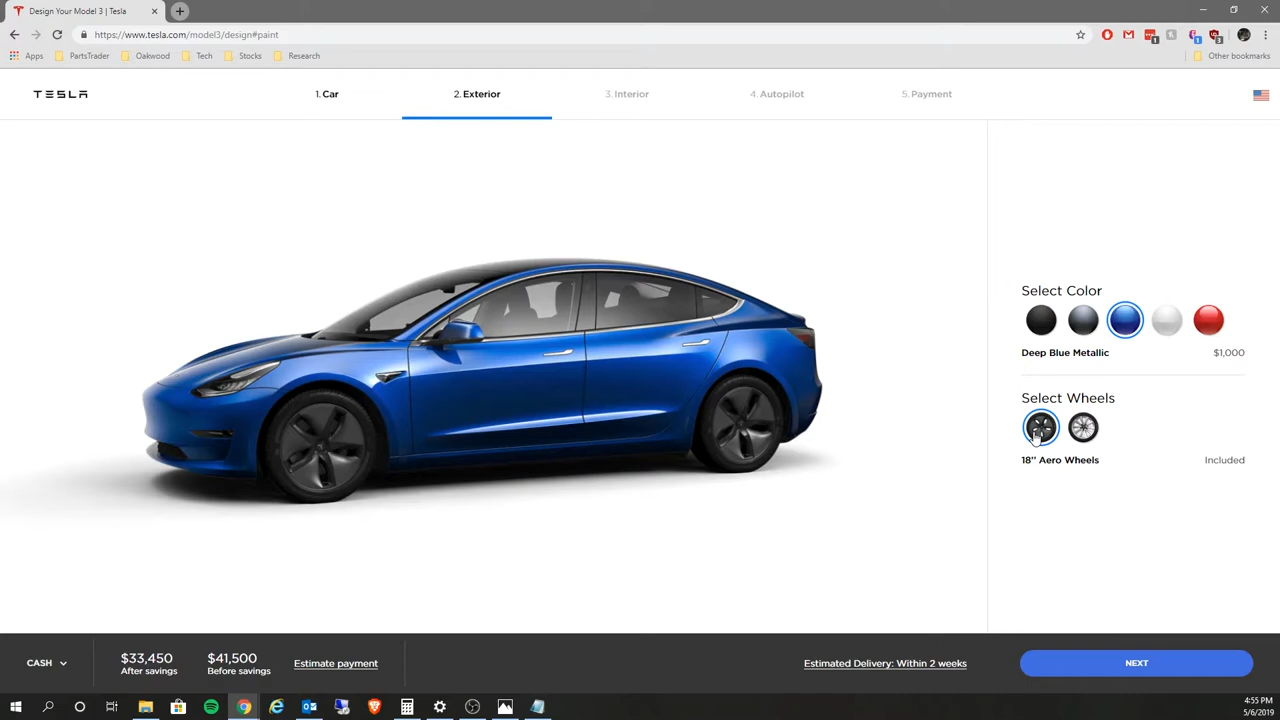 Design Your Model 3 | Tesla
https://www.tesla.com/model3/design#paint
Apps PartsTrader Oakwood Tech Stocks Research Other bookmarks
TESLA 1. Car 2. Exterior 3. Interior 4. Autopilot 5. Payment
Select Color
Deep Blue Metallic $1,000
Select Wheels
18" Aero Wheels Included
CASH
$33,450 $41,500
After savings Before savings
Estimate payment
Estimated Delivery: Within 2 weeks
NEXT
4:55 PM
5/6/2019